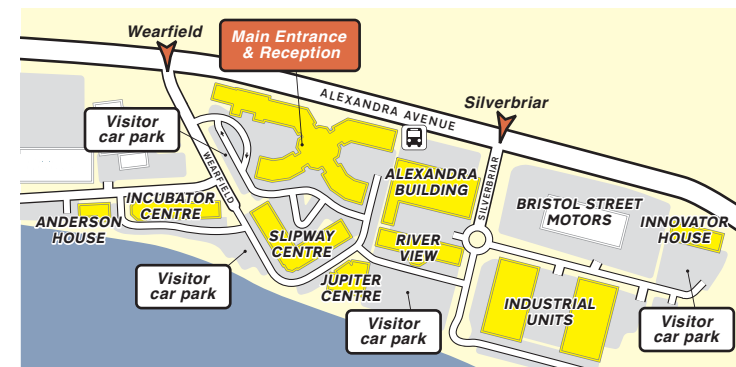 Wearfield
Main Entrance
& Reception
ALEXANDRA AVENUE
Silverbriar
Visitor
car park
WEARFIELD
ALEXANDRA
BUILDING
SILVERBRIAR
BRISTOL STREET
MOTORS
INNOVATOR
HOUSE
INCUBATOR
CENTRE
ANDERSON
HOUSE
SLIPWAY
CENTRE
RIVER
VIEW
Visitor
car park
JUPITER
CENTRE
INDUSTRIAL
UNITS
Visitor
car park
Visitor
car park